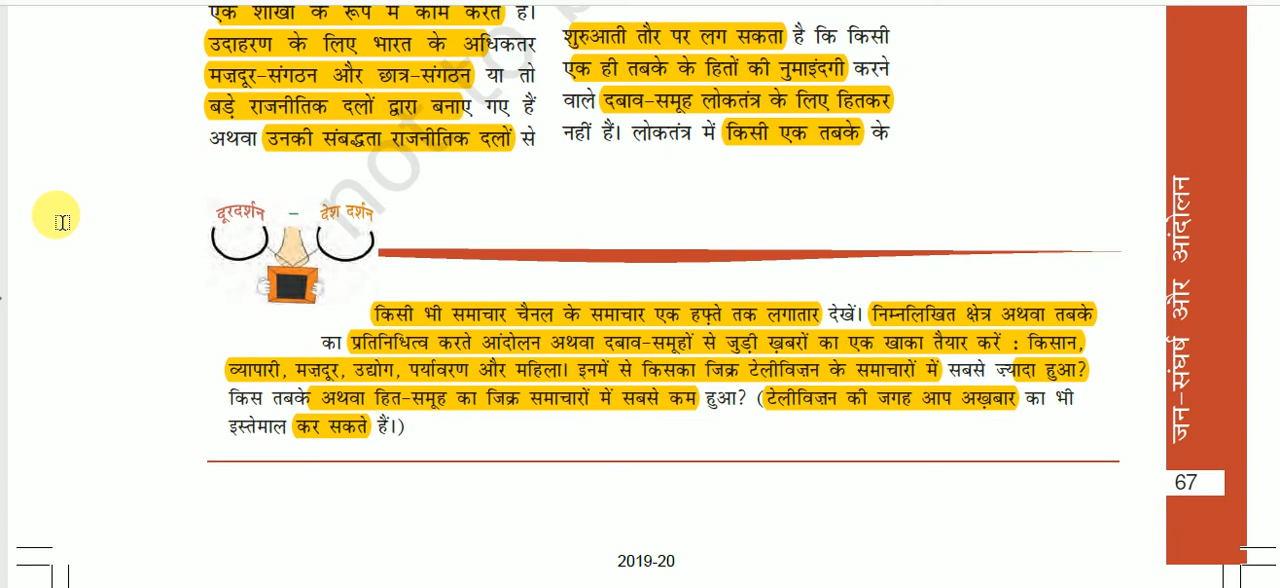 एक शाखा के रूप में काम करते हैं।
उदाहरण के लिए भारत के अधिकतर
मज़दूर-संगठन और छात्र-संगठन या तो
बड़े राजनीतिक दलों द्वारा बनाए गए हैं
अथवा उनकी संबद्धता राजनीतिक दलों से
शुरुआती तौर पर लग सकता है कि किसी
एक ही तबके के हितों की नुमाइंदगी करने
वाले दबाव-समूह लोकतंत्र के लिए हितकर
नहीं हैं। लोकतंत्र में किसी एक तबके के
not to b
दूरदर्शन - देश दर्शन
किसी भी समाचार चैनल के समाचार एक हफ़्ते तक लगातार देखें। निम्नलिखित क्षेत्र अथवा तबके
का प्रतिनिधित्व करते आंदोलन अथवा दबाव-समूहों से जुड़ी ख़बरों का एक खाका तैयार करें : किसान,
व्यापारी, मज़दूर, उद्योग, पर्यावरण और महिला। इनमें से किसका जिक्र टेलीविज़न के समाचारों में सबसे ज्यादा हुआ?
किस तबके अथवा हित-समूह का जिक्र समाचारों में सबसे कम हुआ? (टेलीविज़न की जगह आप अख़बार का भी
इस्तेमाल कर सकते हैं।)
जन-संघर्ष और आंदोलन
67
2019-20